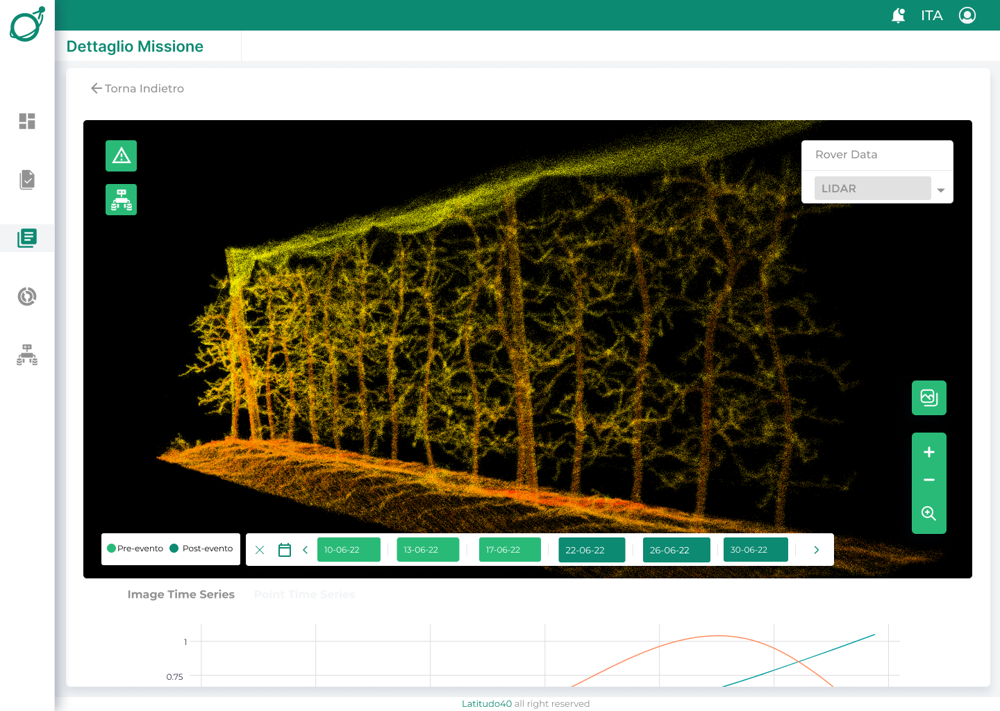 ITA
Dettaglio Missione
Torna Indietro
Rover Data
LIDAR
Pre-evento Post-evento
10-06-22 13-06-22 17-06-22 22-06-22 26-06-22 30-06-22
Image Time Series Point Time Series
1
0.75
Latitudo40 all right reserved